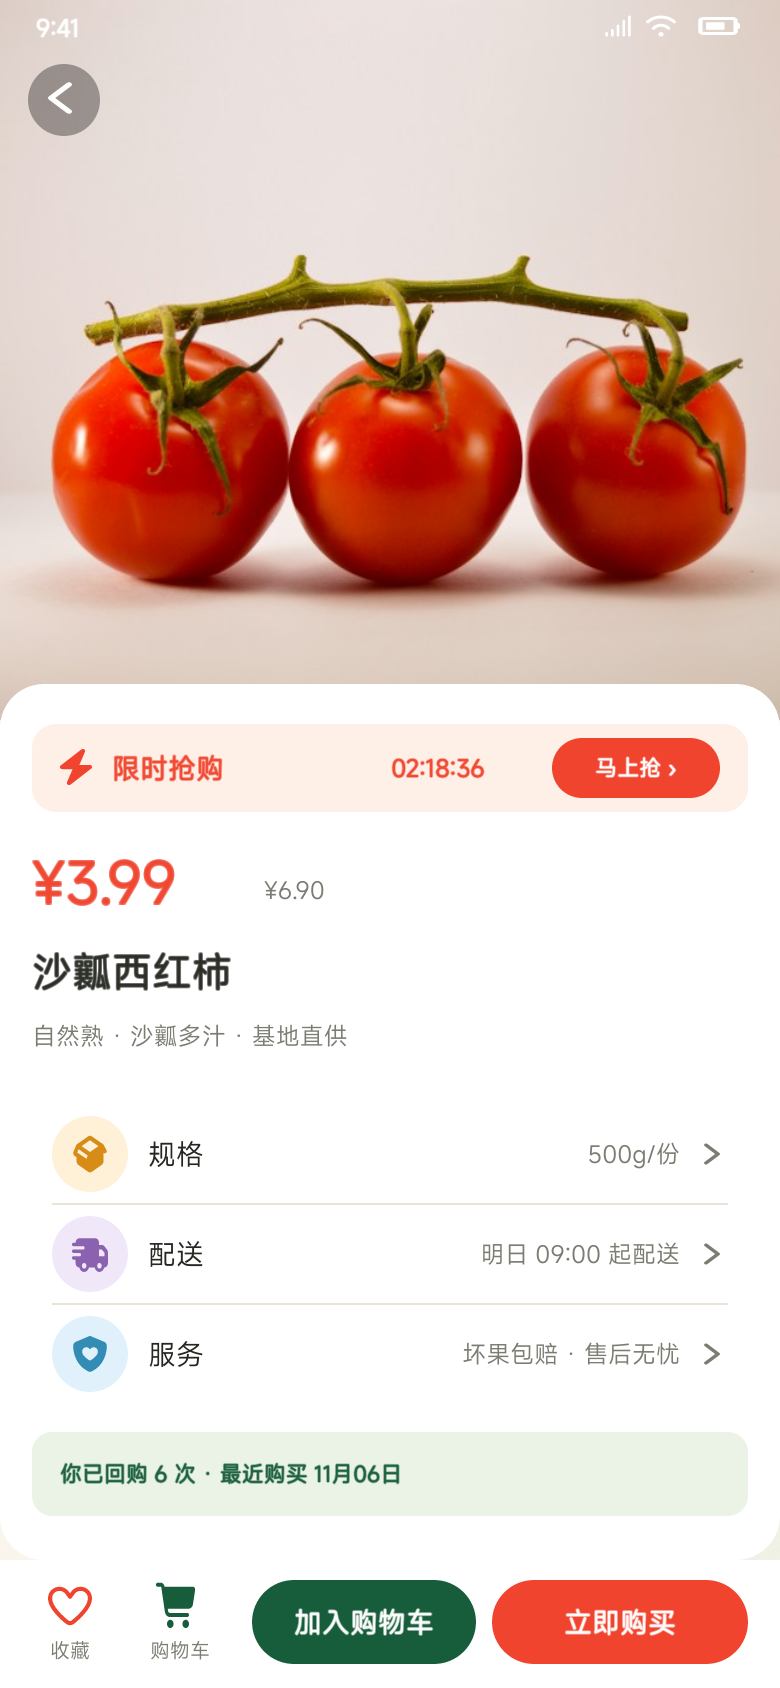 9:41
限时抢购 02:18:36 马上抢 ›
¥3.99 ¥6.90
沙瓤西红柿
自然熟 · 沙瓤多汁 · 基地直供
规格 500g/份
配送 明日 09:00 起配送
服务 坏果包赔 · 售后无忧
你已回购 6 次 · 最近购买 11月06日
收藏 购物车 加入购物车 立即购买